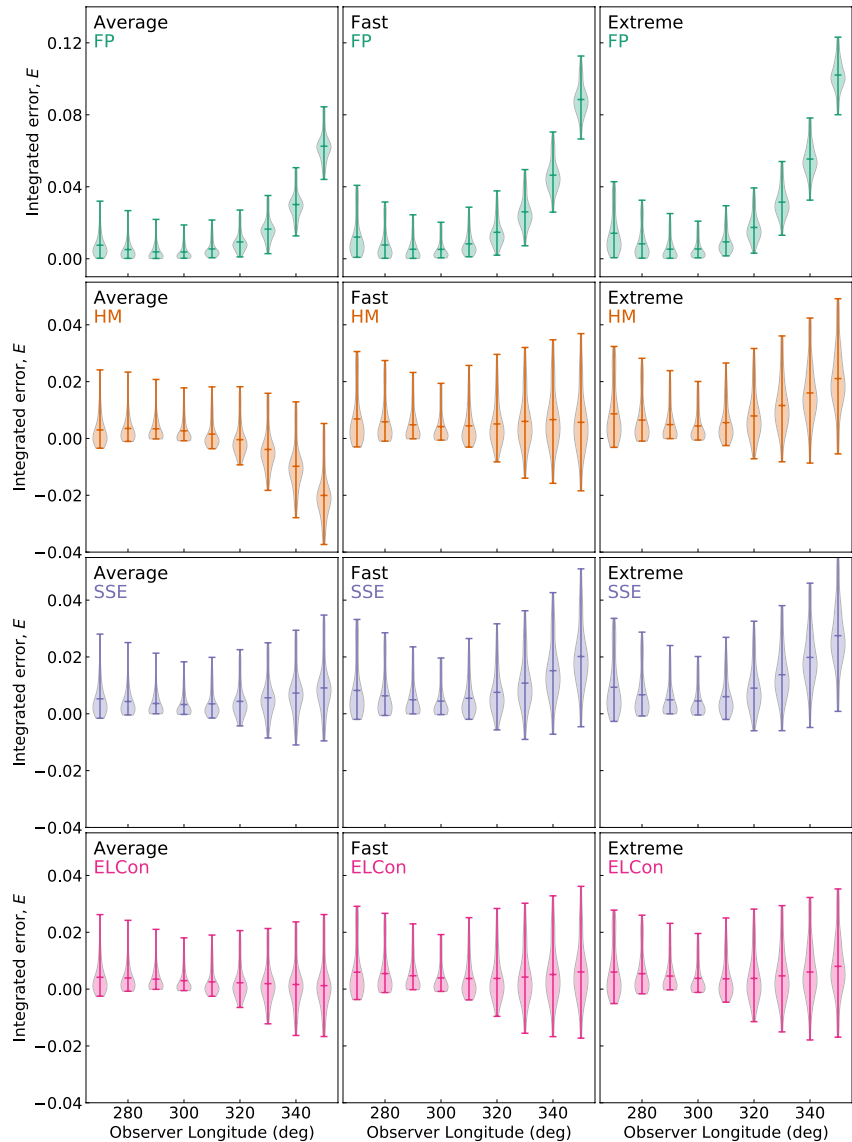 Average
FP
Fast
FP
Extreme
FP
0.12
0.08
0.04
0.00
Integrated error, E
Average
HM
Fast
HM
Extreme
HM
0.04
0.02
0.00
−0.02
−0.04
Integrated error, E
Average
SSE
Fast
SSE
Extreme
SSE
0.04
0.02
0.00
−0.02
−0.04
Integrated error, E
Average
ELCon
Fast
ELCon
Extreme
ELCon
0.04
0.02
0.00
−0.02
−0.04
Integrated error, E
280 300 320 340
280 300 320 340
280 300 320 340
Observer Longitude (deg)
Observer Longitude (deg)
Observer Longitude (deg)